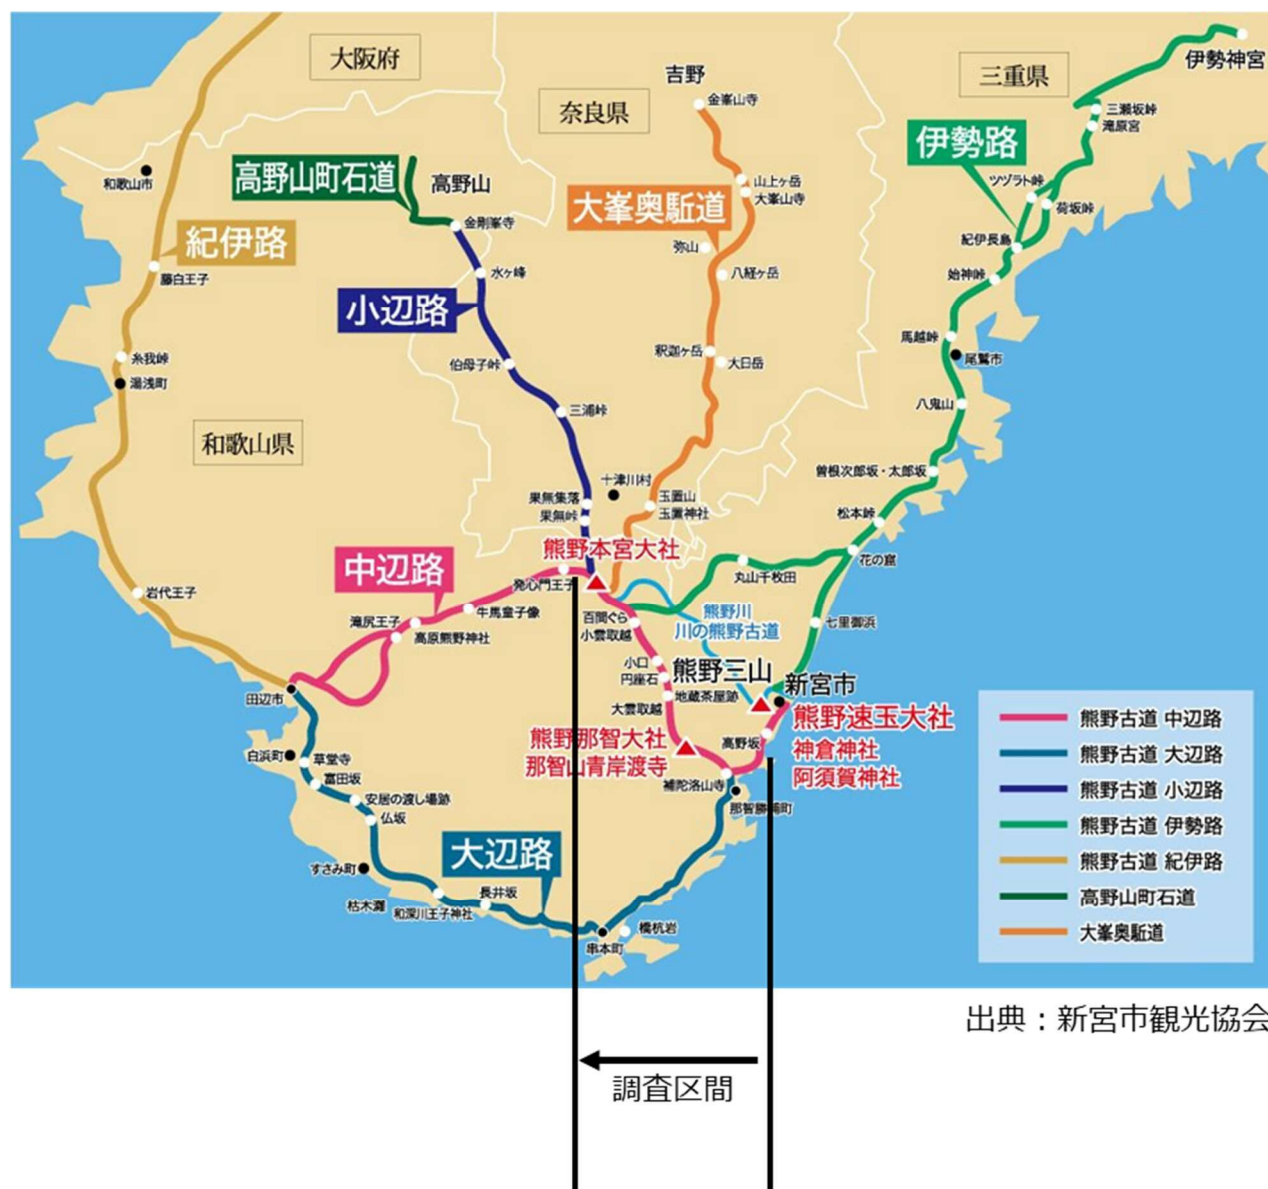 大阪府
吉野
金峯山寺
奈良県
三重県
伊勢神宮
三瀬坂峠
滝原宮
伊勢路
ツヅラト峠
荷坂峠
紀伊長島
始神峠
馬越峠
尾鷲市
八鬼山
曽根次郎坂・太郎坂
松本峠
花の窟
七里御浜
和歌山市
高野山町石道
高野山
金剛峯寺
紀伊路
藤白王子
糸我峠
湯浅町
水ヶ峰
小辺路
伯母子峠
三浦峠
大峯奥駈道
山上ヶ岳
大峯山寺
弥山
八経ヶ岳
釈迦ヶ岳
大日岳
和歌山県
十津川村
果無集落
果無峠
玉置山
玉置神社
熊野本宮大社
中辺路
発心門王子
丸山千枚田
岩代王子
滝尻王子
牛馬童子像
高原熊野神社
百間ぐら
小雲取越
熊野川
川の熊野古道
小口
円座石
熊野三山
地蔵茶屋跡
大雲取越
新宮市
熊野速玉大社
神倉神社
阿須賀神社
高野坂
熊野那智大社
那智山青岸渡寺
補陀洛山寺
那智勝浦町
田辺市
白浜町
草堂寺
富田坂
安居の渡し場跡
仏坂
すさみ町
大辺路
枯木灘
和深川王子神社
長井坂
橋杭岩
串本町
熊野古道 中辺路
熊野古道 大辺路
熊野古道 小辺路
熊野古道 伊勢路
熊野古道 紀伊路
高野山町石道
大峯奥駈道
出典：新宮市観光協会
調査区間